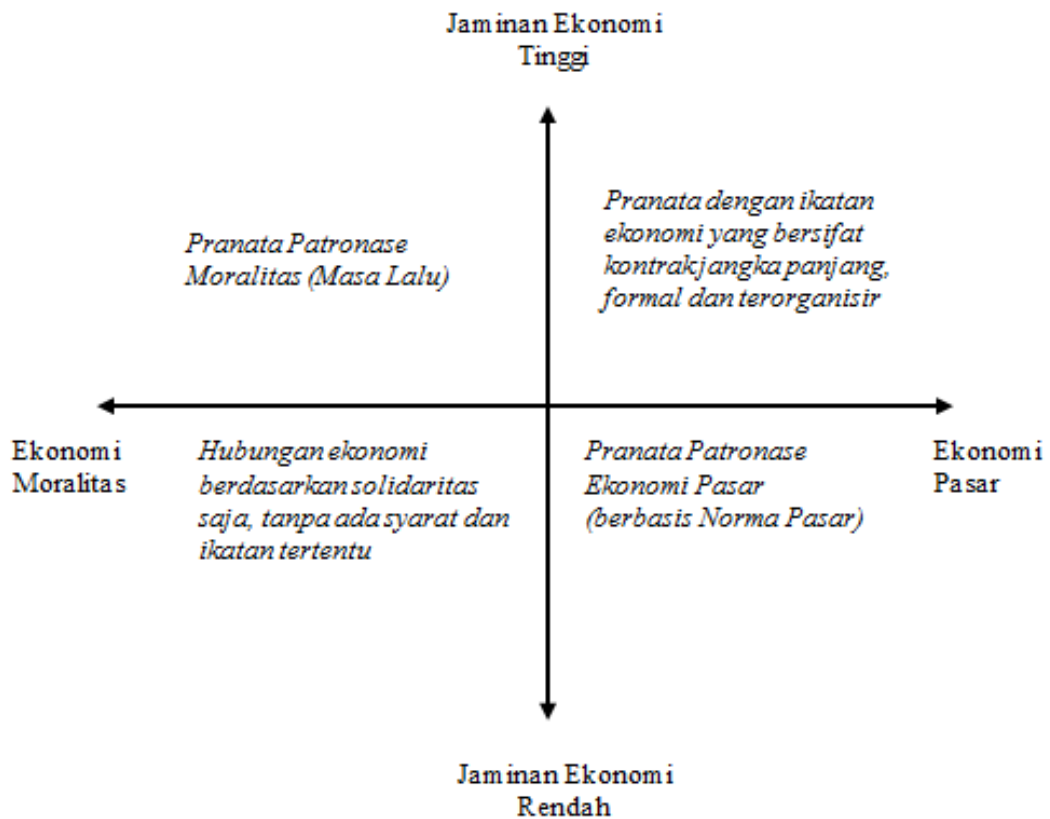 Jaminan Ekonomi
Tinggi
Pranata Patronase
Moralitas (Masa Lalu)
Pranata dengan ikatan
ekonomi yang bersifat
kontrak jangka panjang,
formal dan terorganisir
Ekonomi
Moralitas
Hubungan ekonomi
berdasarkan solidaritas
saja, tanpa ada syarat dan
ikatan tertentu
Pranata Patronase
Ekonomi Pasar
(berbasis Norma Pasar)
Ekonomi
Pasar
Jaminan Ekonomi
Rendah